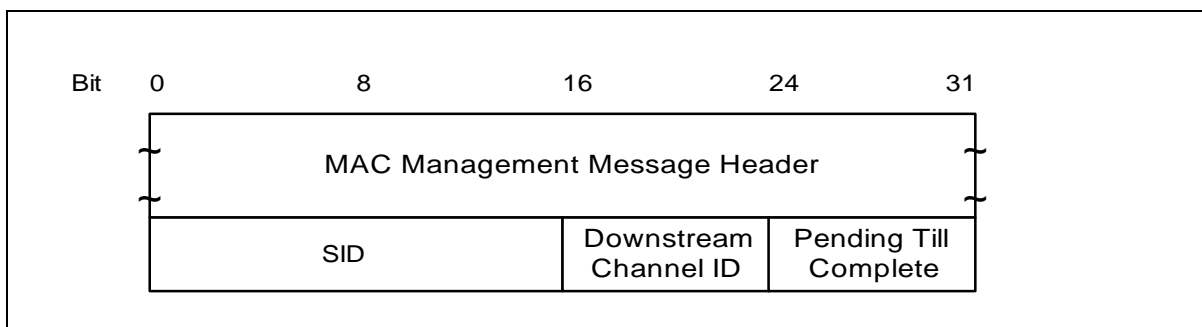 Bit 0 8 16 24 31
MAC Management Message Header
SID
Downstream
Channel ID
Pending Till
Complete